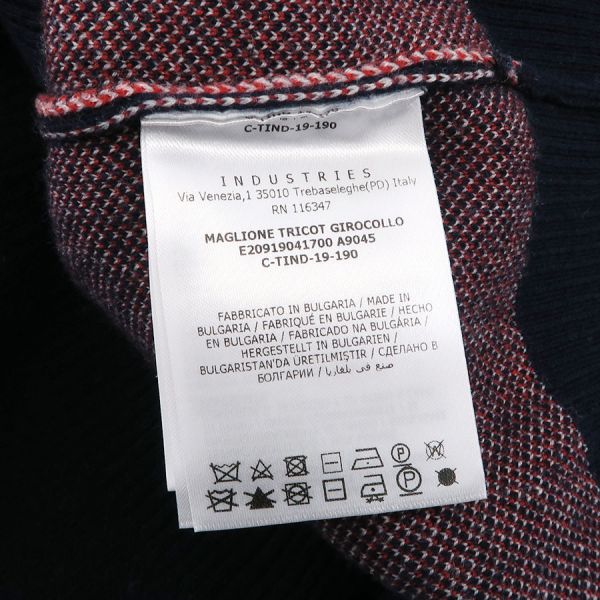 C-TIND-19-190
INDUSTRIES
Via Venezia,1 35010 Trebaseleghe(PD) Italy
RN 116347
MAGLIONE TRICOT GIROCOLLO
E20919041700 A9045
C-TIND-19-190
FABBRICATO IN BULGARIA / MADE IN
BULGARIA / FABRIQUÉ EN BULGARIE / HECHO
EN BULGARIA / FABRICADO NA BULGÁRIA /
HERGESTELLT IN BULGARIEN /
BULGARISTAN'DA ÜRETILMIŞTIR / СДЕЛАНО В
БОЛГАРИИ / صنع في بلغاريا
P W
P